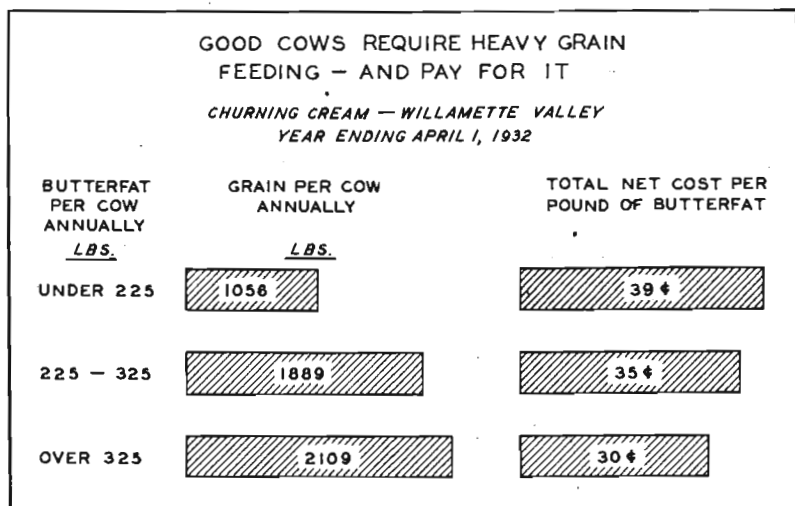 GOOD COWS REQUIRE HEAVY GRAIN
FEEDING — AND PAY FOR IT
CHURNING CREAM — WILLAMETTE VALLEY
YEAR ENDING APRIL 1, 1932
BUTTERFAT
PER COW
ANNUALLY
LBS.
GRAIN PER COW
ANNUALLY
LBS.
TOTAL NET COST PER
POUND OF BUTTERFAT
UNDER 225 1056 39¢
225 — 325 1889 35¢
OVER 325 2109 30¢